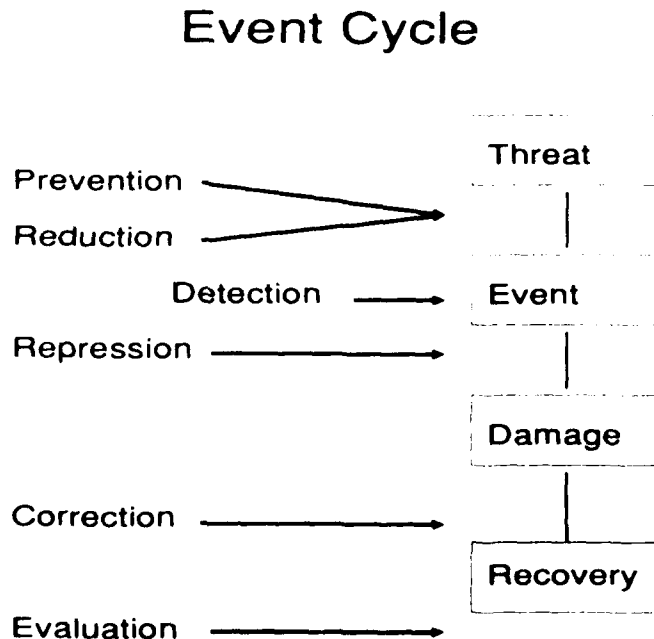 Event Cycle
Threat
Prevention
Reduction
Detection
Event
Repression
Damage
Correction
Recovery
Evaluation